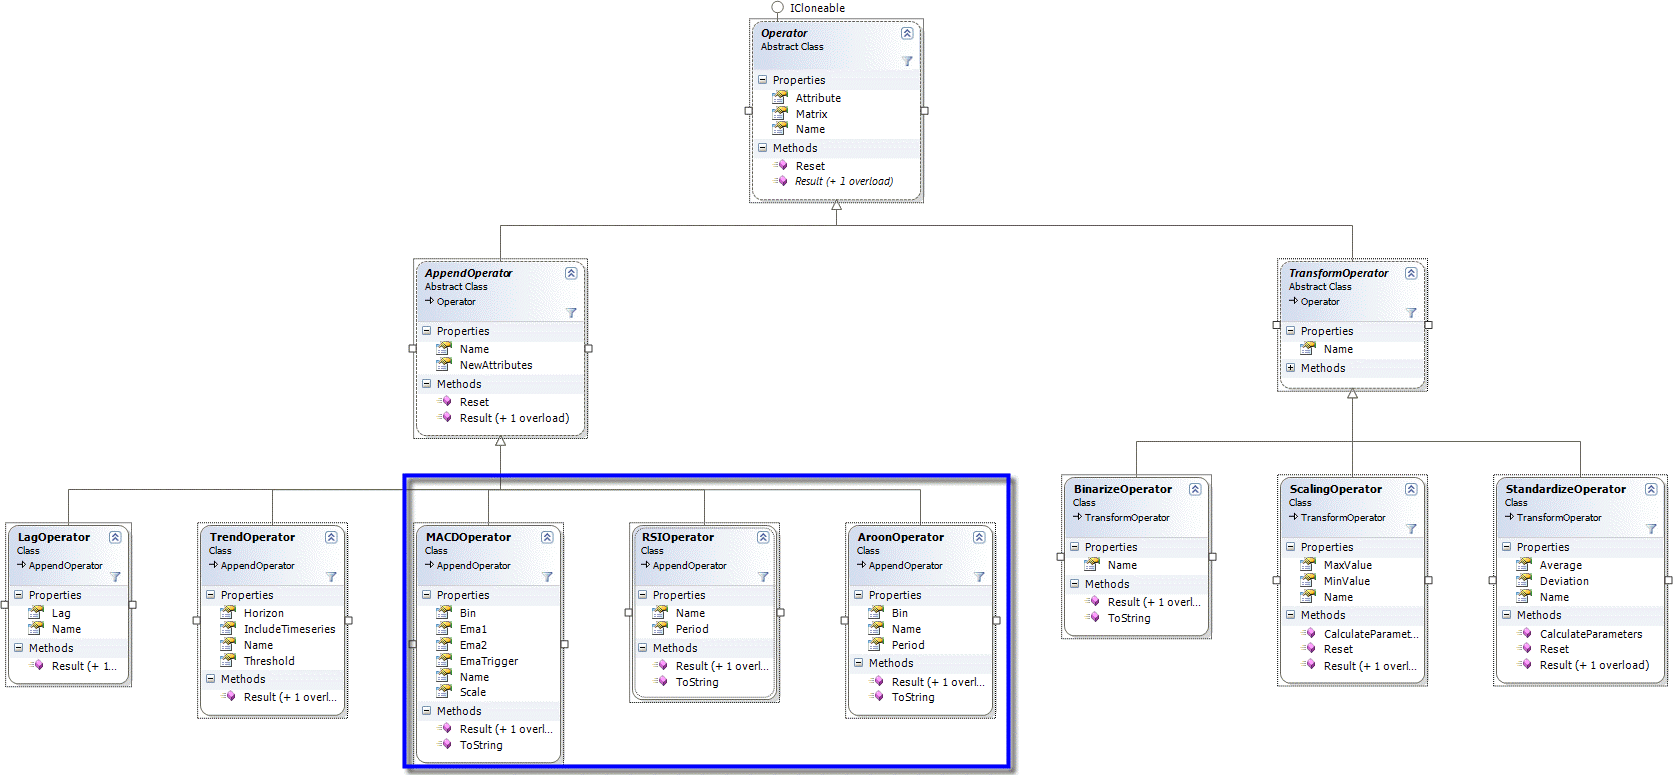 ICloneable
Operator
Abstract Class
Properties
Attribute
Matrix
Name
Methods
Reset
Result (+ 1 overload)
AppendOperator
Abstract Class
Operator
Properties
Name
NewAttributes
Methods
Reset
Result (+ 1 overload)
TransformOperator
Abstract Class
Operator
Properties
Name
Methods
LagOperator
Class
AppendOperator
Properties
Lag
Name
Methods
Result (+ 1...
TrendOperator
Class
AppendOperator
Properties
Horizon
IncludeTimeseries
Name
Threshold
Methods
Result (+ 1 overl...
MACDOperator
Class
AppendOperator
Properties
Bin
Ema1
Ema2
EmaTrigger
Name
Scale
Methods
Result (+ 1 overl...
ToString
RSIOperator
Class
AppendOperator
Properties
Name
Period
Methods
Result (+ 1 overl...
ToString
AroonOperator
Class
AppendOperator
Properties
Bin
Name
Period
Methods
Result (+ 1 overl...
ToString
BinarizeOperator
Class
TransformOperator
Properties
Name
Methods
Result (+ 1 overl...
ToString
ScalingOperator
Class
TransformOperator
Properties
MaxValue
MinValue
Name
Methods
CalculateParamet...
Reset
Result (+ 1 overl...
StandardizeOperator
Class
TransformOperator
Properties
Average
Deviation
Name
Methods
CalculateParameters
Reset
Result (+ 1 overload)